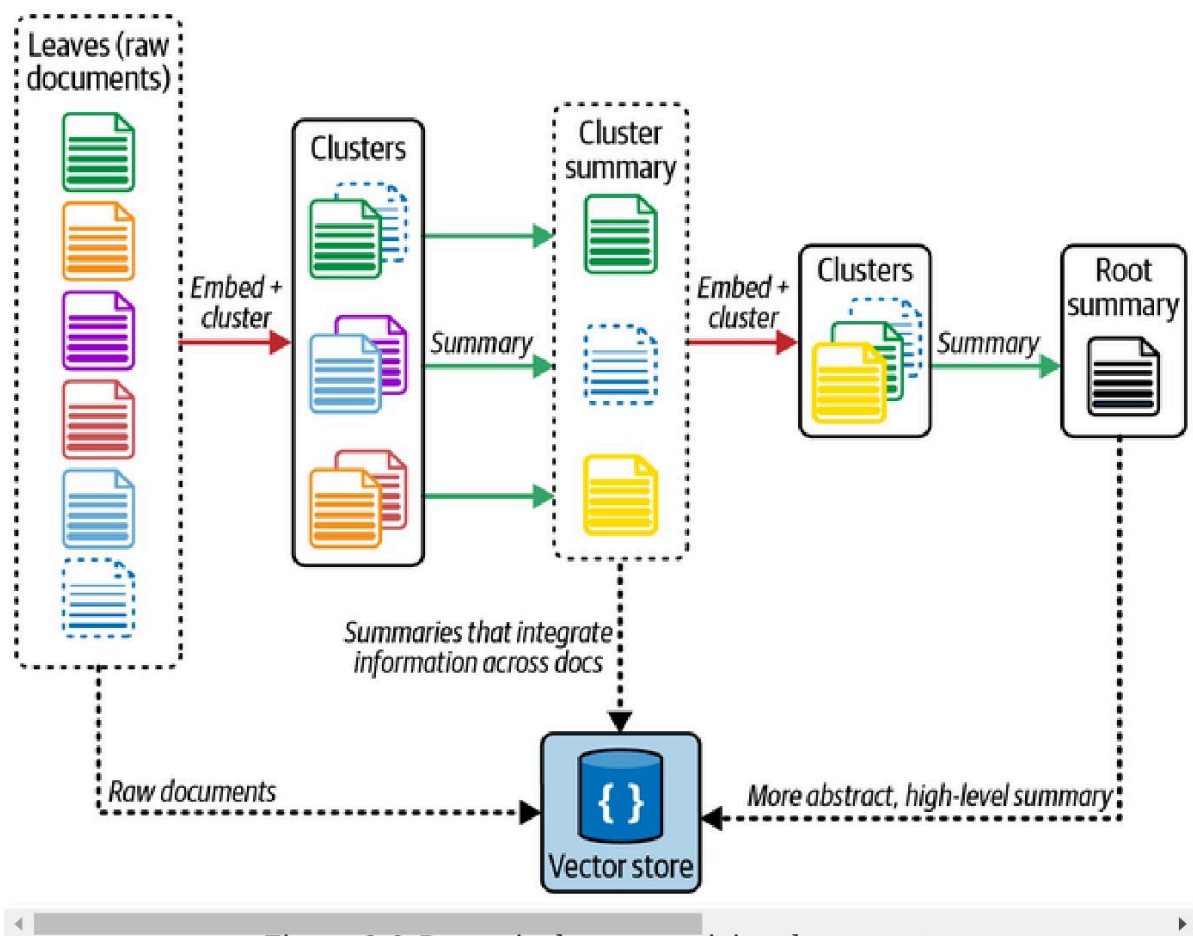 Leaves (raw
documents)
Clusters
Cluster
summary
Clusters
Root
summary
Embed +
cluster
Summary
Embed +
cluster
Summary
Summaries that integrate
information across docs
Raw documents
{ }
More abstract, high-level summary
Vector store